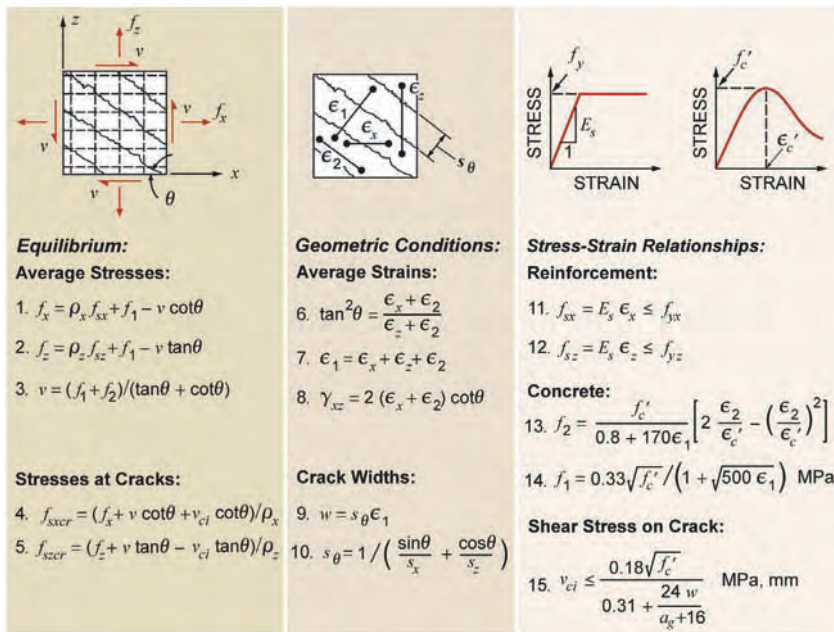 z
f_z
v
v
f_x
v
v
x
θ
ϵ_1
ϵ_z
ϵ_x
ϵ_2
s_θ
f_y
STRESS
E_s
1
STRAIN
f_c′
STRESS
ϵ_c′
STRAIN
Equilibrium:
Average Stresses:
1. f_x = ρ_x f_sx + f_1 − v cotθ
2. f_z = ρ_z f_sz + f_1 − v tanθ
3. v = (f_1 + f_2)/(tanθ + cotθ)
Stresses at Cracks:
4. f_sxcr = (f_x + v cotθ + v_ci cotθ)/ρ_x
5. f_szcr = (f_z + v tanθ − v_ci tanθ)/ρ_z
Geometric Conditions:
Average Strains:
6. tan²θ = (ϵ_x + ϵ_2)/(ϵ_z + ϵ_2)
7. ϵ_1 = ϵ_x + ϵ_z + ϵ_2
8. γ_xz = 2 (ϵ_x + ϵ_2) cotθ
Crack Widths:
9. w = s_θ ϵ_1
10. s_θ = 1 / ( sinθ/s_x + cosθ/s_z )
Stress-Strain Relationships:
Reinforcement:
11. f_sx = E_s ϵ_x ≤ f_yx
12. f_sz = E_s ϵ_z ≤ f_yz
Concrete:
13. f_2 = f_c′/(0.8 + 170ϵ_1) [2 ϵ_2/ϵ_c′ − (ϵ_2/ϵ_c′)²]
14. f_1 = 0.33√f_c′ / (1 + √500 ϵ_1) MPa
Shear Stress on Crack:
15. v_ci ≤ 0.18√f_c′ / (0.31 + 24 w/(a_g+16)) MPa, mm